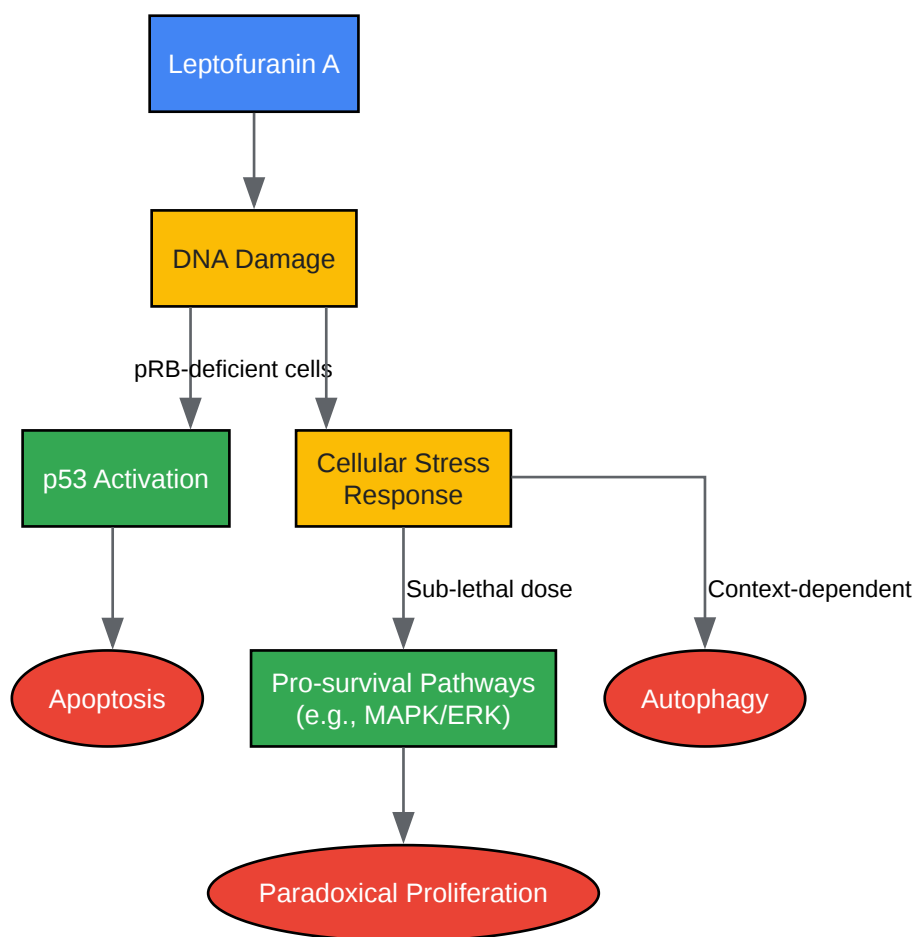 Leptofuranin A
DNA Damage
pRB-deficient cells
p53 Activation
Cellular Stress
Response
Sub-lethal dose
Context-dependent
Apoptosis
Pro-survival Pathways
(e.g., MAPK/ERK)
Autophagy
Paradoxical Proliferation